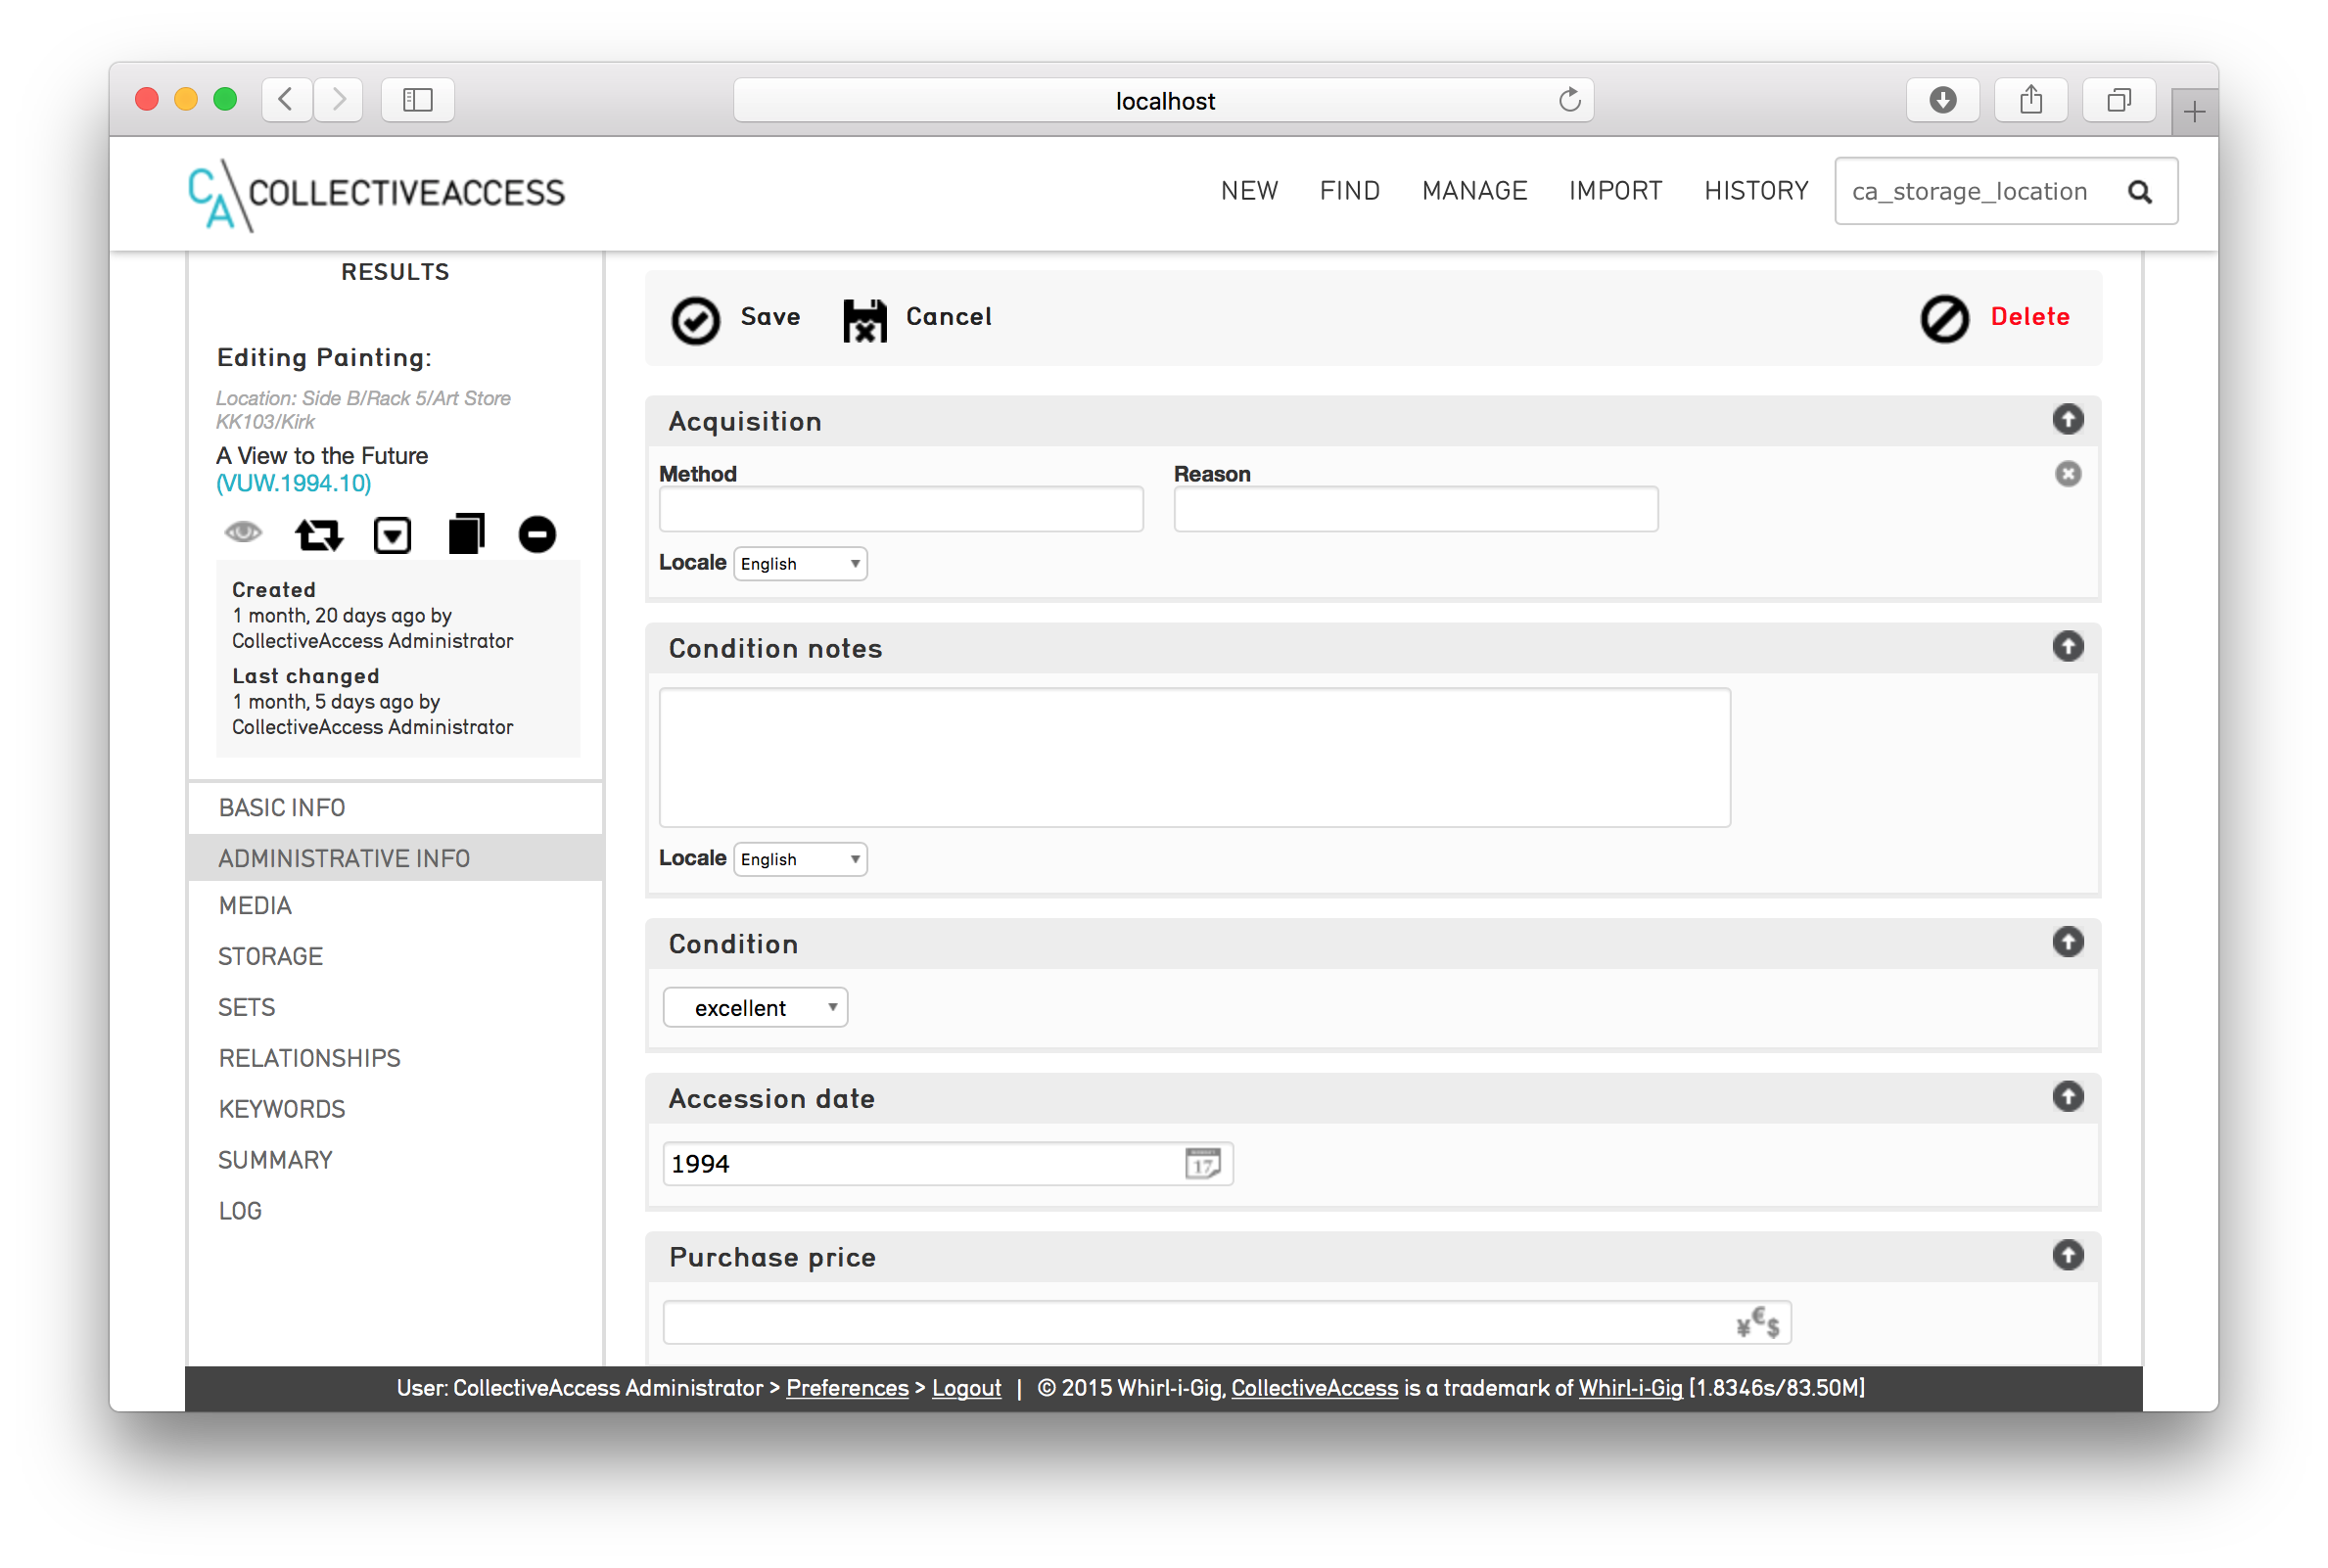 localhost
CA COLLECTIVEACCESS
NEW FIND MANAGE IMPORT HISTORY ca_storage_location
RESULTS
Editing Painting:
Location: Side B/Rack 5/Art Store
KK103/Kirk
A View to the Future
(VUW.1994.10)
Created
1 month, 20 days ago by
CollectiveAccess Administrator
Last changed
1 month, 5 days ago by
CollectiveAccess Administrator
BASIC INFO
ADMINISTRATIVE INFO
MEDIA
STORAGE
SETS
RELATIONSHIPS
KEYWORDS
SUMMARY
LOG
Save Cancel Delete
Acquisition
Method Reason
Locale English
Condition notes
Locale English
Condition
excellent
Accession date
1994 17
Purchase price
¥€$
User: CollectiveAccess Administrator > Preferences > Logout | © 2015 Whirl-i-Gig, CollectiveAccess is a trademark of Whirl-i-Gig [1.8346s/83.50M]